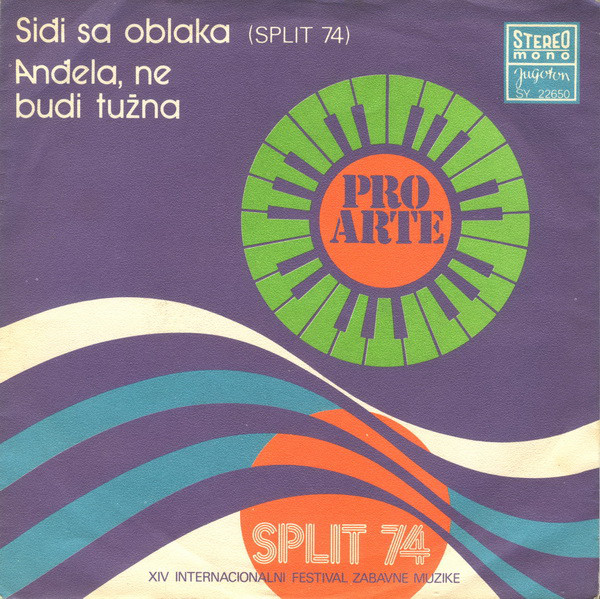 Siđi sa oblaka (SPLIT 74)
Anđela, ne
budi tužna
STEREO
mono
Jugoton
SY 22650
PRO
ARTE
SPLIT 74
XIV INTERNACIONALNI FESTIVAL ZABAVNE MUZIKE